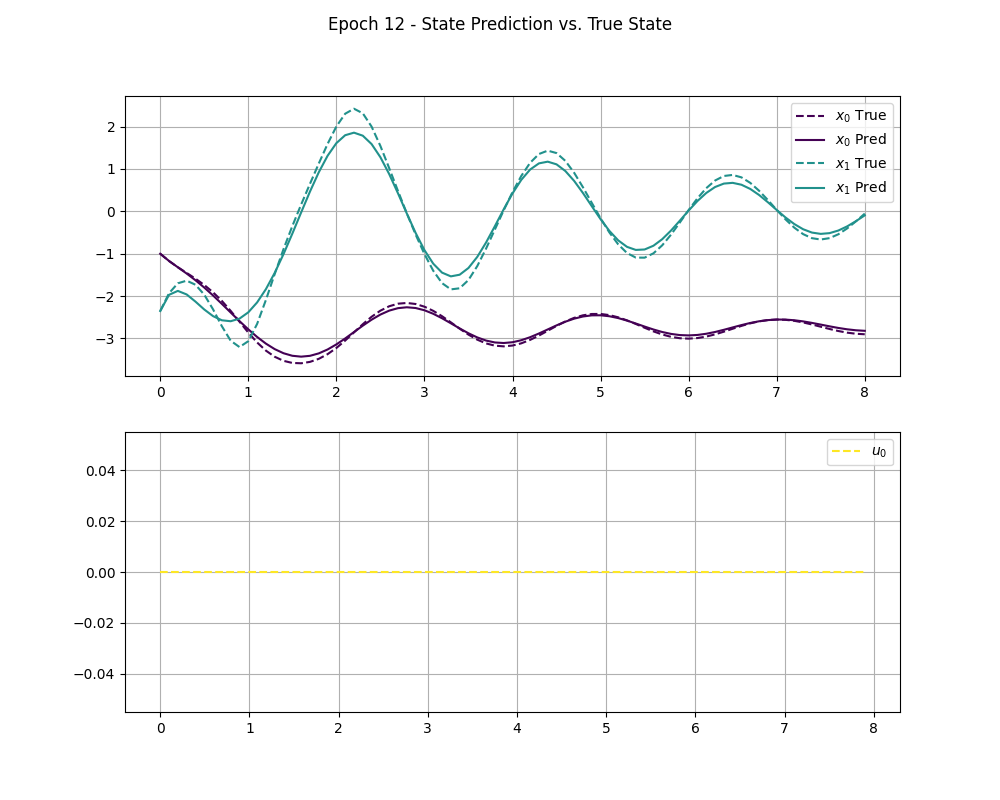 Epoch 12 - State Prediction vs. True State
2
1
0
−1
−2
−3
x₀ True
x₀ Pred
x₁ True
x₁ Pred
0 1 2 3 4 5 6 7 8
0.04
0.02
0.00
−0.02
−0.04
u₀
0 1 2 3 4 5 6 7 8